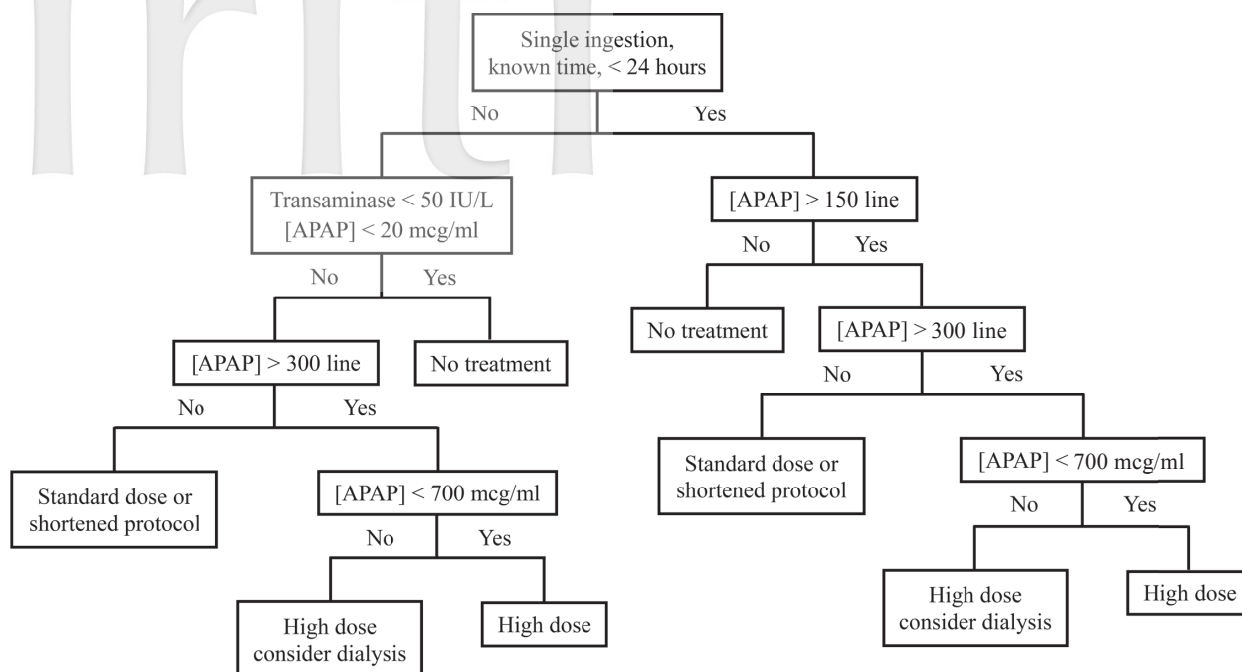 Single ingestion,
known time, < 24 hours
No
Yes
Transaminase < 50 IU/L
[APAP] < 20 mcg/ml
[APAP] > 150 line
No
Yes
No
Yes
[APAP] > 300 line
No treatment
No treatment
[APAP] > 300 line
No
Yes
No
Yes
Standard dose or
shortened protocol
[APAP] < 700 mcg/ml
Standard dose or
shortened protocol
[APAP] < 700 mcg/ml
No
Yes
No
Yes
High dose
consider dialysis
High dose
High dose
consider dialysis
High dose